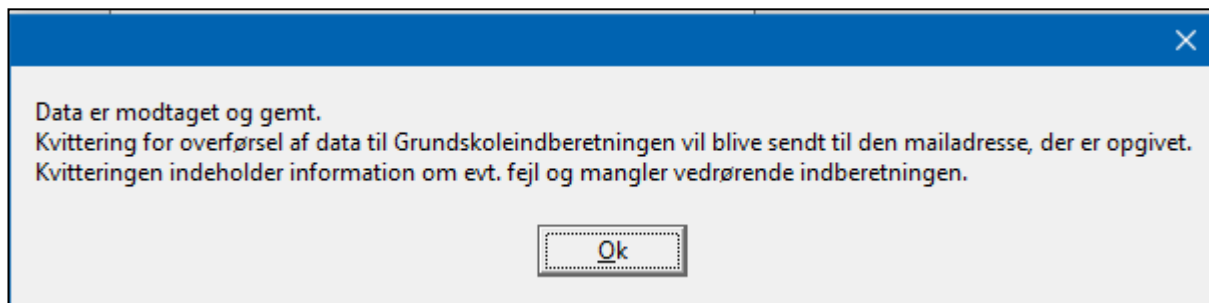 Data er modtaget og gemt.
Kvittering for overførsel af data til Grundskoleindberetningen vil blive sendt til den mailadresse, der er opgivet.
Kvitteringen indeholder information om evt. fejl og mangler vedrørende indberetningen.
Ok